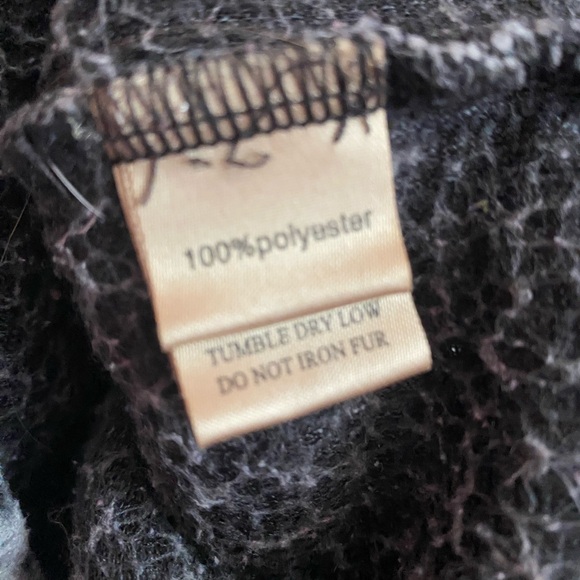 100%polyester
TUMBLE DRY LOW
DO NOT IRON FUR